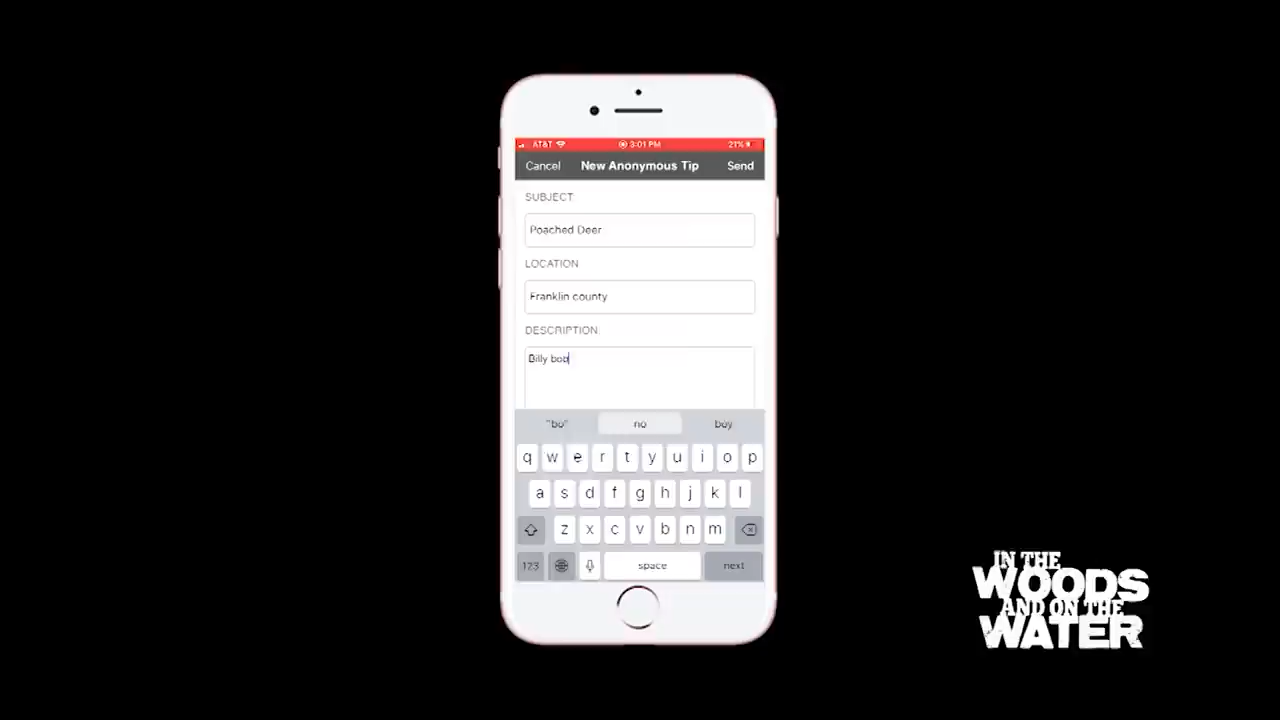 AT&T 3:01 PM 21%
Cancel New Anonymous Tip Send
SUBJECT
Poached Deer
LOCATION
Franklin county
DESCRIPTION:
Billy bob
"bo" no boy
q w e r t y u i o p
a s d f g h j k l
z x c v b n m
123 space next
IN THE
WOODS
AND ON THE
WATER